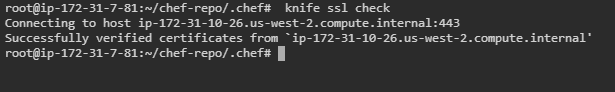 root@ip-172-31-7-81:~/chef-repo/.chef#  knife ssl check
Connecting to host ip-172-31-10-26.us-west-2.compute.internal:443
Successfully verified certificates from `ip-172-31-10-26.us-west-2.compute.internal'
root@ip-172-31-7-81:~/chef-repo/.chef#